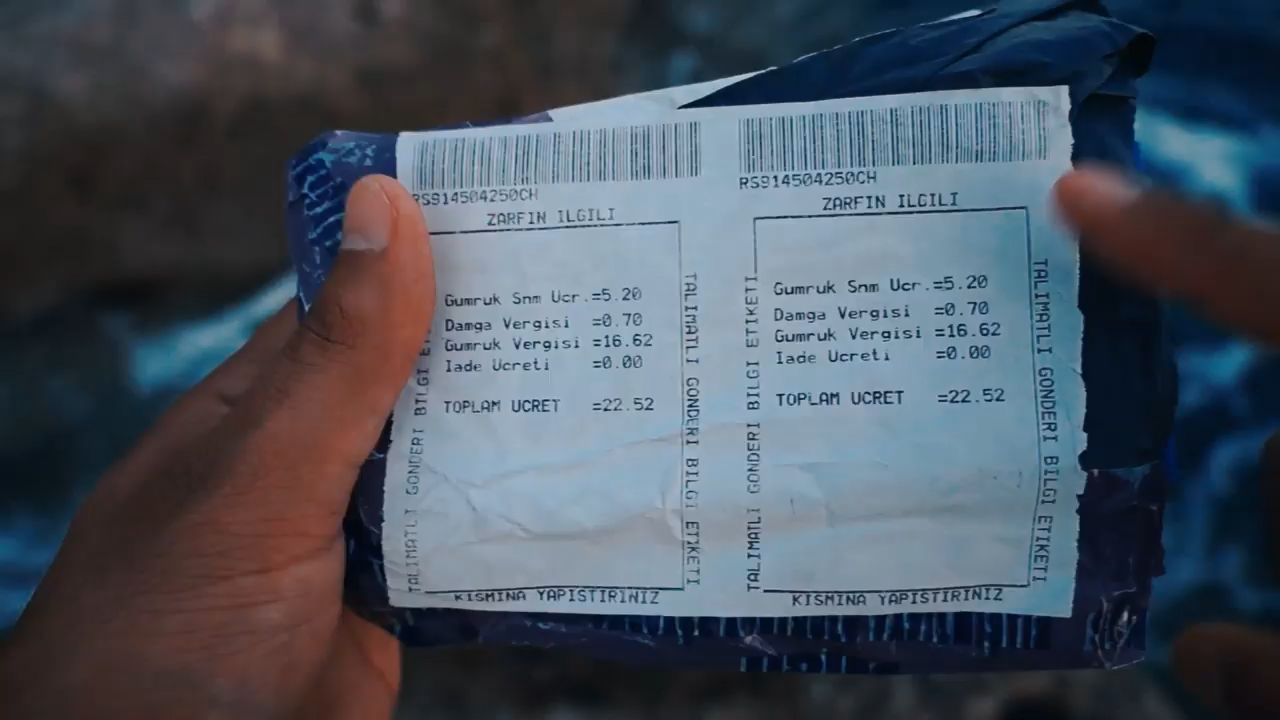 RS914504250CH
ZARFIN ILGILI
Gumruk Snm Ucr.=5.20
Damga Vergisi =0.70
Gumruk Vergisi =16.62
Iade Ucreti =0.00
TOPLAM UCRET =22.52
TALIMATLI GONDERI BILGI ETIKETI
TALIMATLI GONDERI BILGI ETIKETI
KISMINA YAPISTIRINIZ
RS914504250CH
ZARFIN ILGILI
Gumruk Snm Ucr.=5.20
Damga Vergisi =0.70
Gumruk Vergisi =16.62
Iade Ucreti =0.00
TOPLAM UCRET =22.52
TALIMATLI GONDERI BILGI ETIKETI
TALIMATLI GONDERI BILGI ETIKETI
KISMINA YAPISTIRINIZ